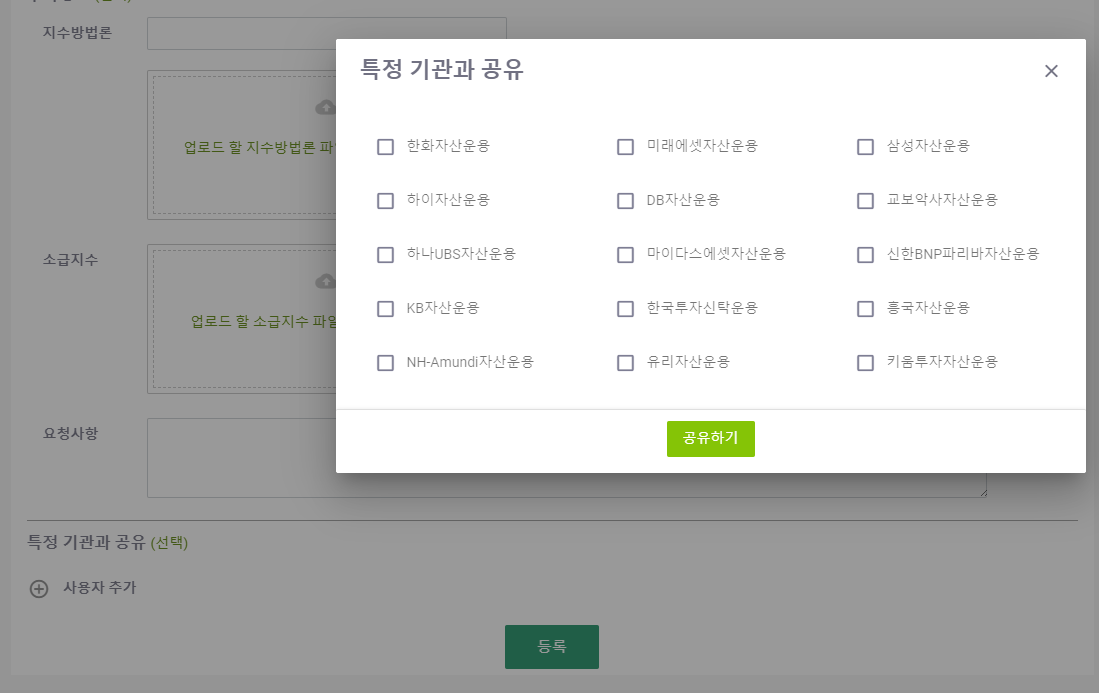 지수방법론
특정 기관과 공유
업로드 할 지수방법론 파
한화자산운용
미래에셋자산운용
삼성자산운용
하이자산운용
DB자산운용
교보악사자산운용
소급지수
하나UBS자산운용
마이다스에셋자산운용
신한BNP파리바자산운용
업로드 할 소급지수 파일
KB자산운용
한국투자신탁운용
흥국자산운용
NH-Amundi자산운용
유리자산운용
키움투자자산운용
요청사항
공유하기
특정 기관과 공유 (선택)
사용자 추가
등록